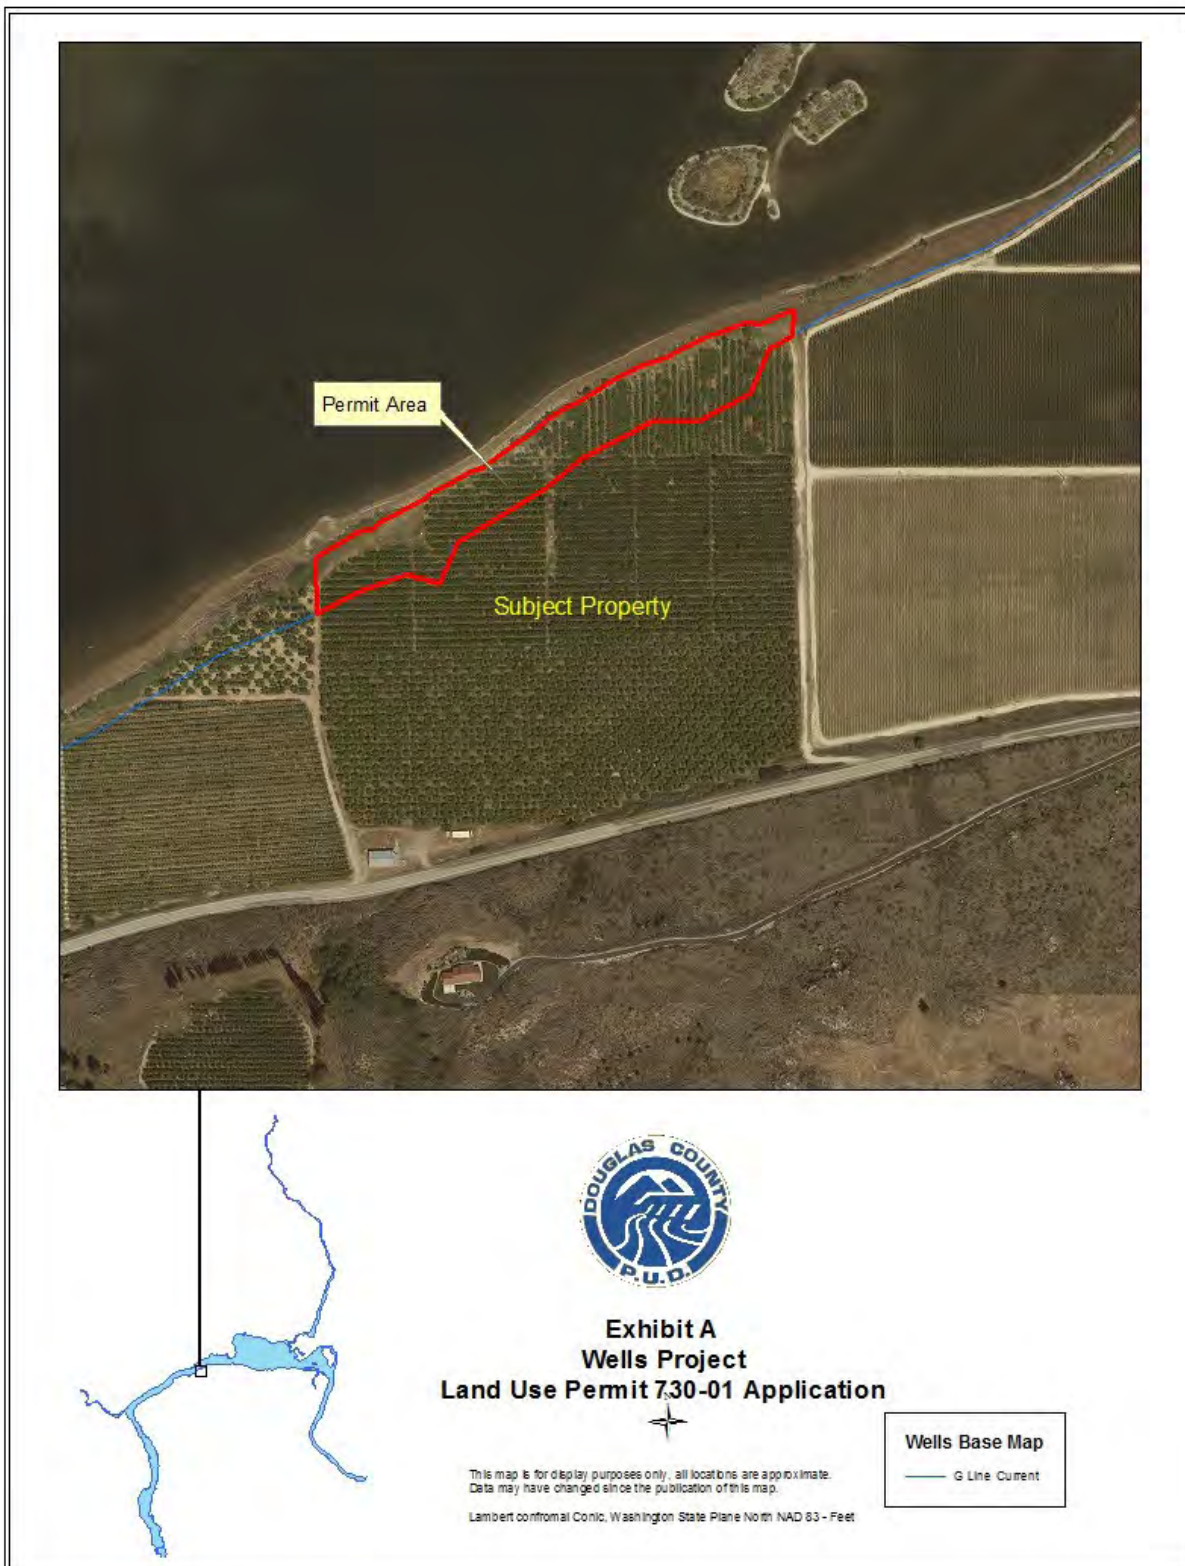 Permit Area
Subject Property
DOUGLAS COUNTY
P.U.D.
Exhibit A
Wells Project
Land Use Permit 730-01 Application
N
Wells Base Map
G Line Current
This map is for display purposes only, all locations are approximate.
Data may have changed since the publication of this map.
Lambert confromal Conic, Washington State Plane North NAD 83 - Feet